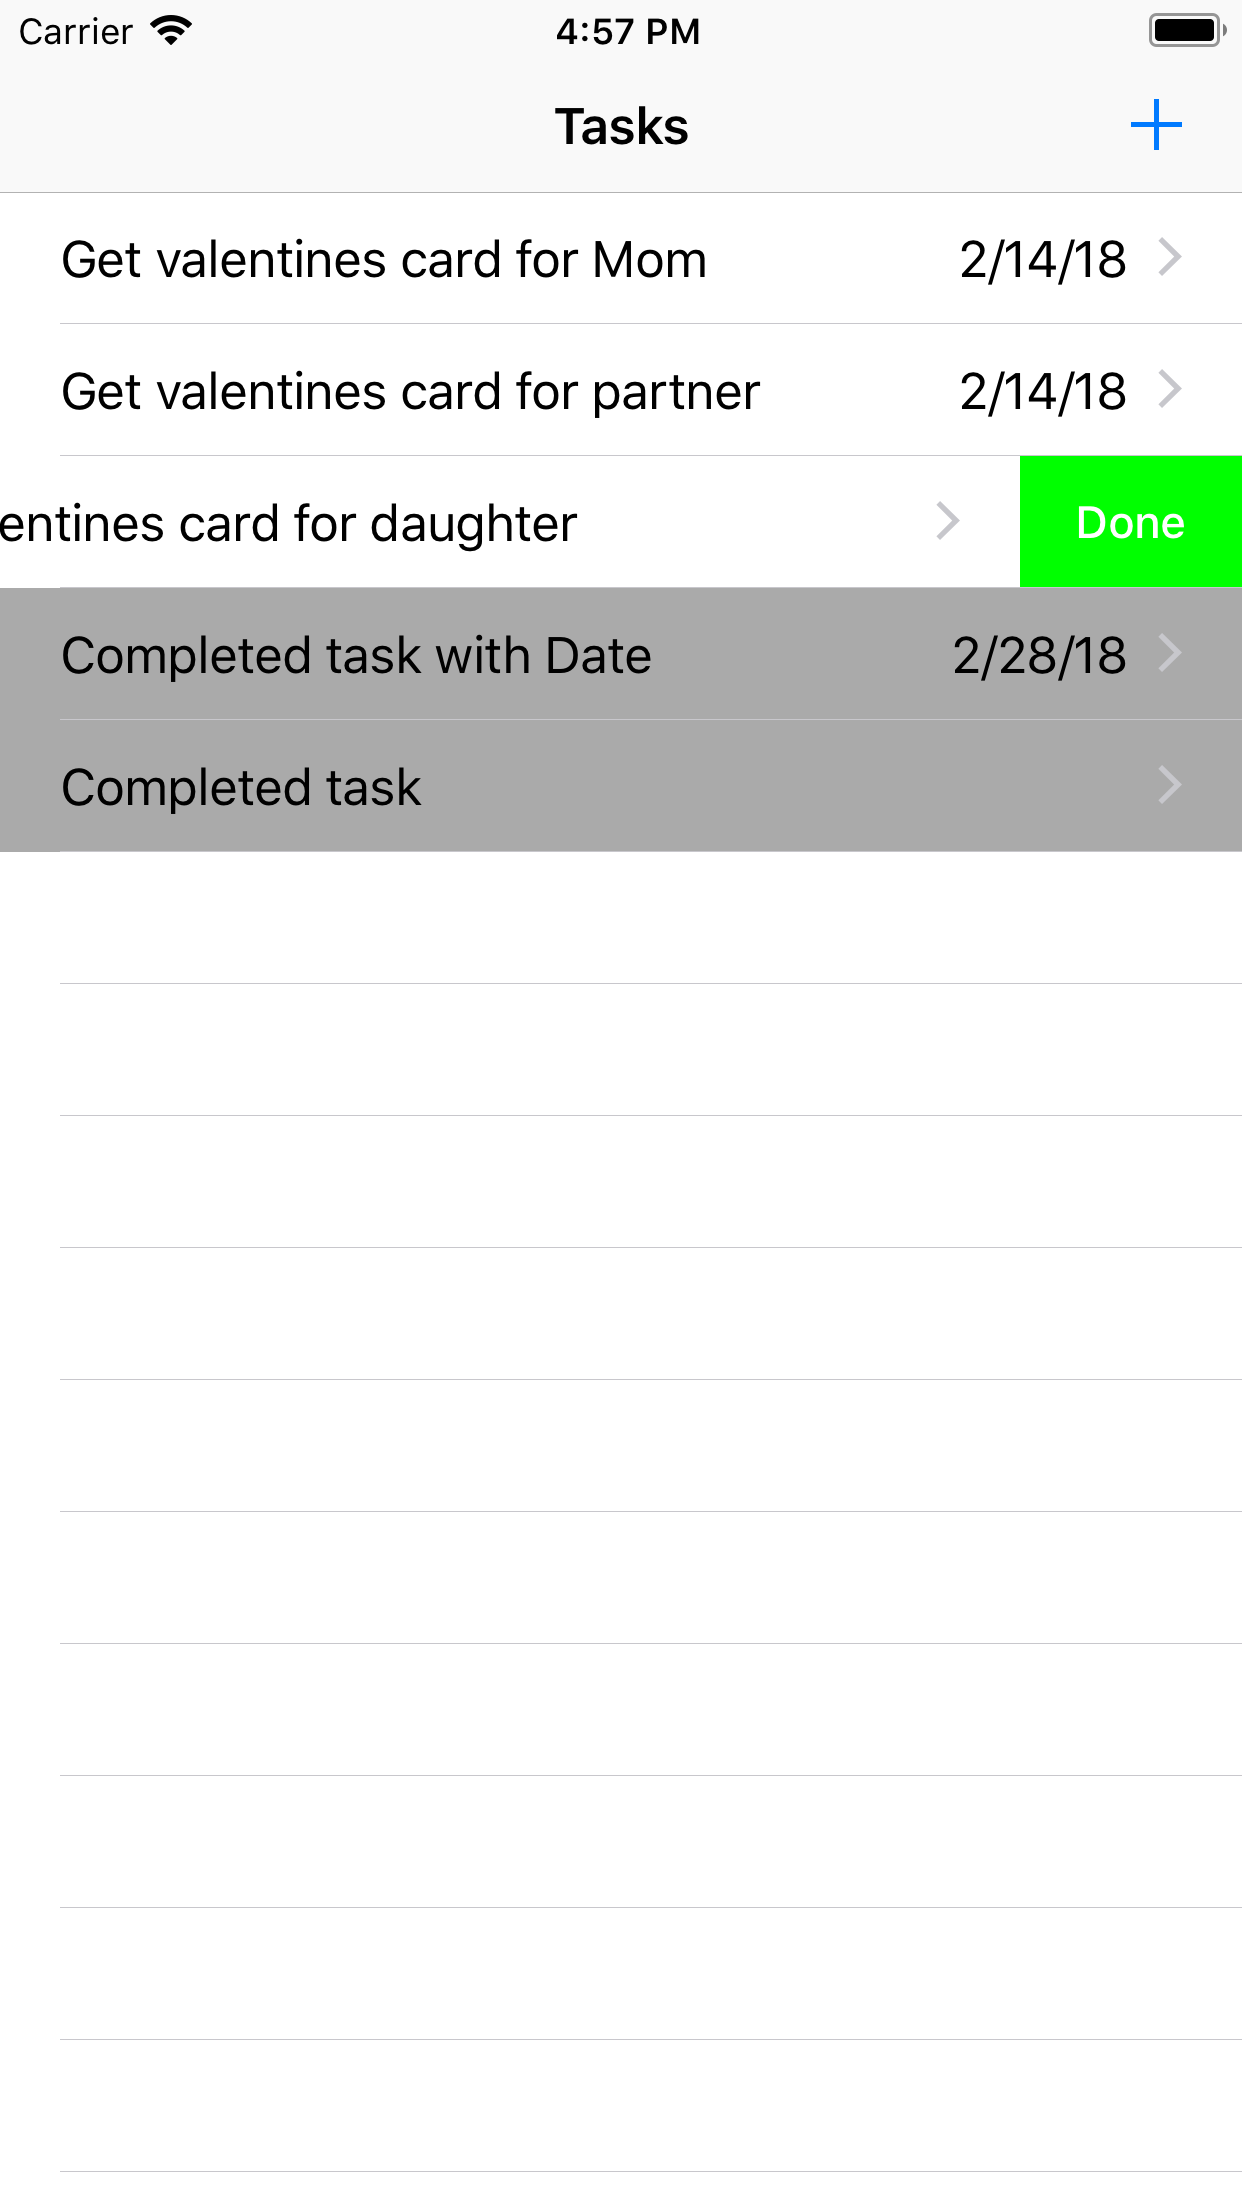 Carrier 4:57 PM
Tasks
Get valentines card for Mom 2/14/18
Get valentines card for partner 2/14/18
entines card for daughter Done
Completed task with Date 2/28/18
Completed task